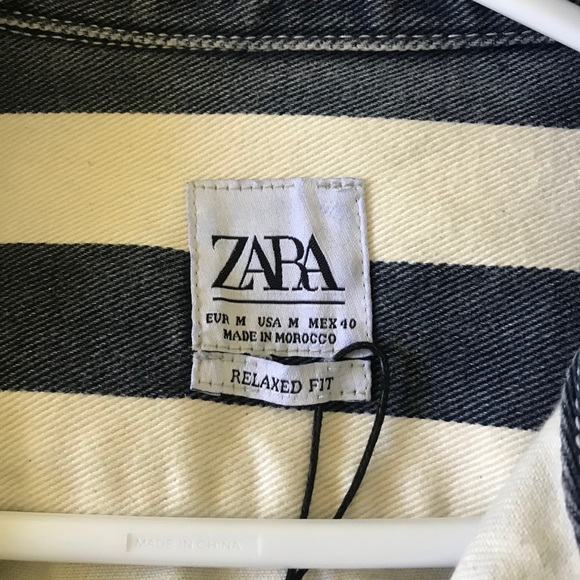 ZARA
EUR M USA M MEX 40
MADE IN MOROCCO
RELAXED FIT
MADE IN CHINA